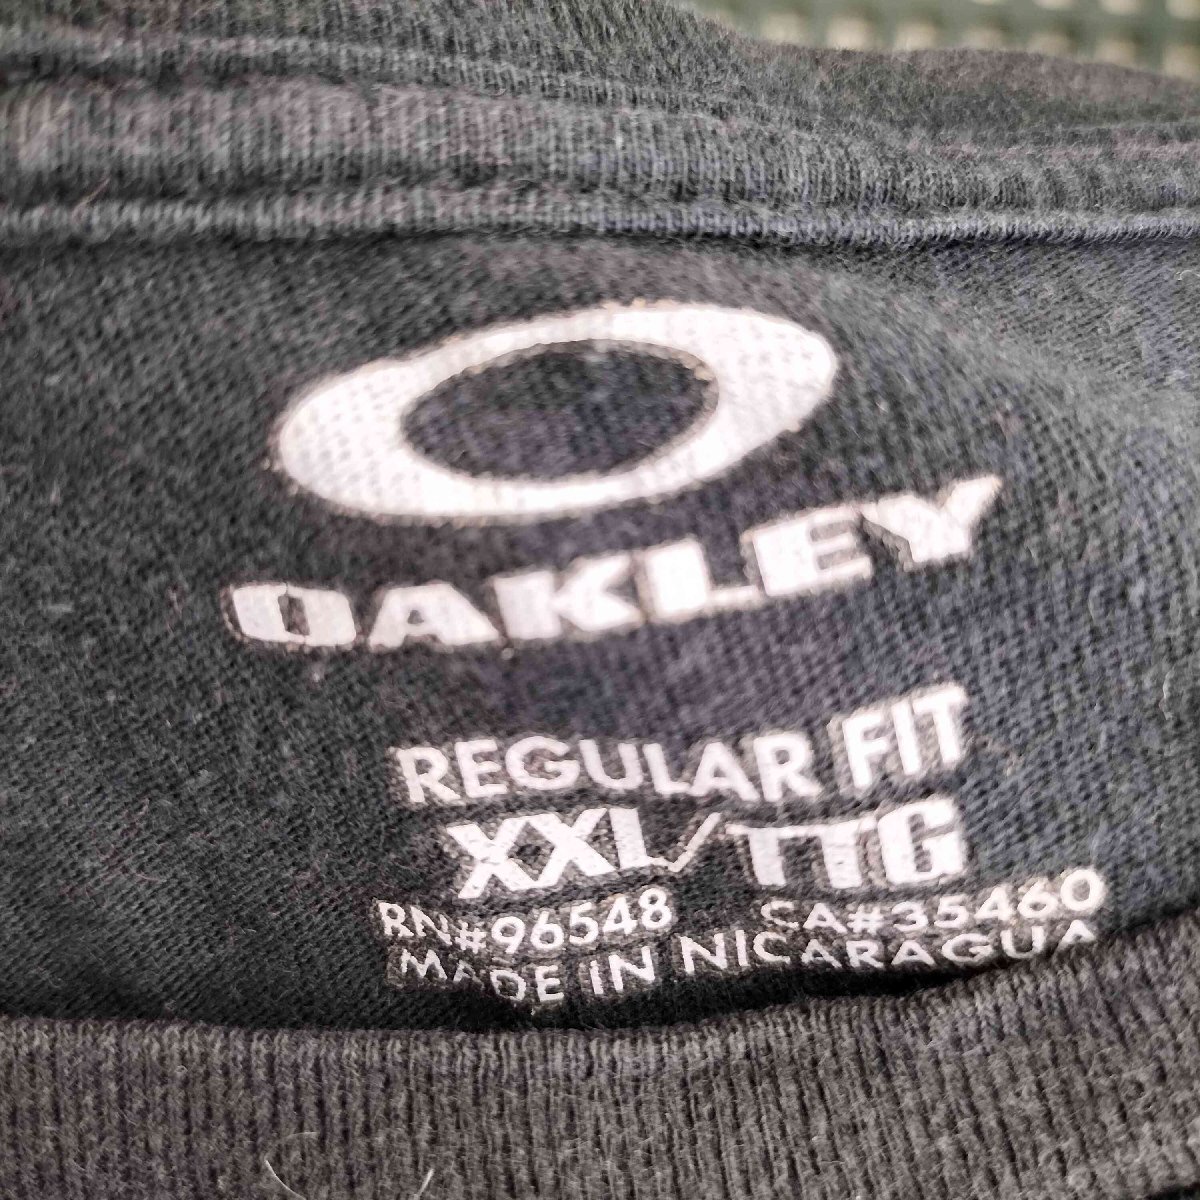 OAKLEY
REGULAR FIT
XXL/TTG
RN#96548 CA#35460
MADE IN NICARAGUA